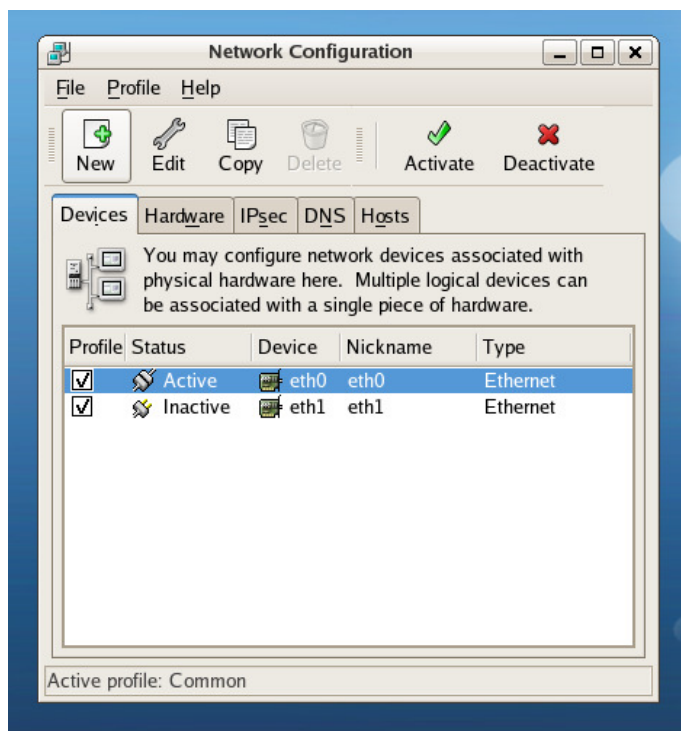 Network Configuration
File Profile Help
New Edit Copy Delete Activate Deactivate
Devices Hardware IPsec DNS Hosts
You may configure network devices associated with
physical hardware here. Multiple logical devices can
be associated with a single piece of hardware.
Profile Status Device Nickname Type
Active eth0 eth0 Ethernet
Inactive eth1 eth1 Ethernet
Active profile: Common